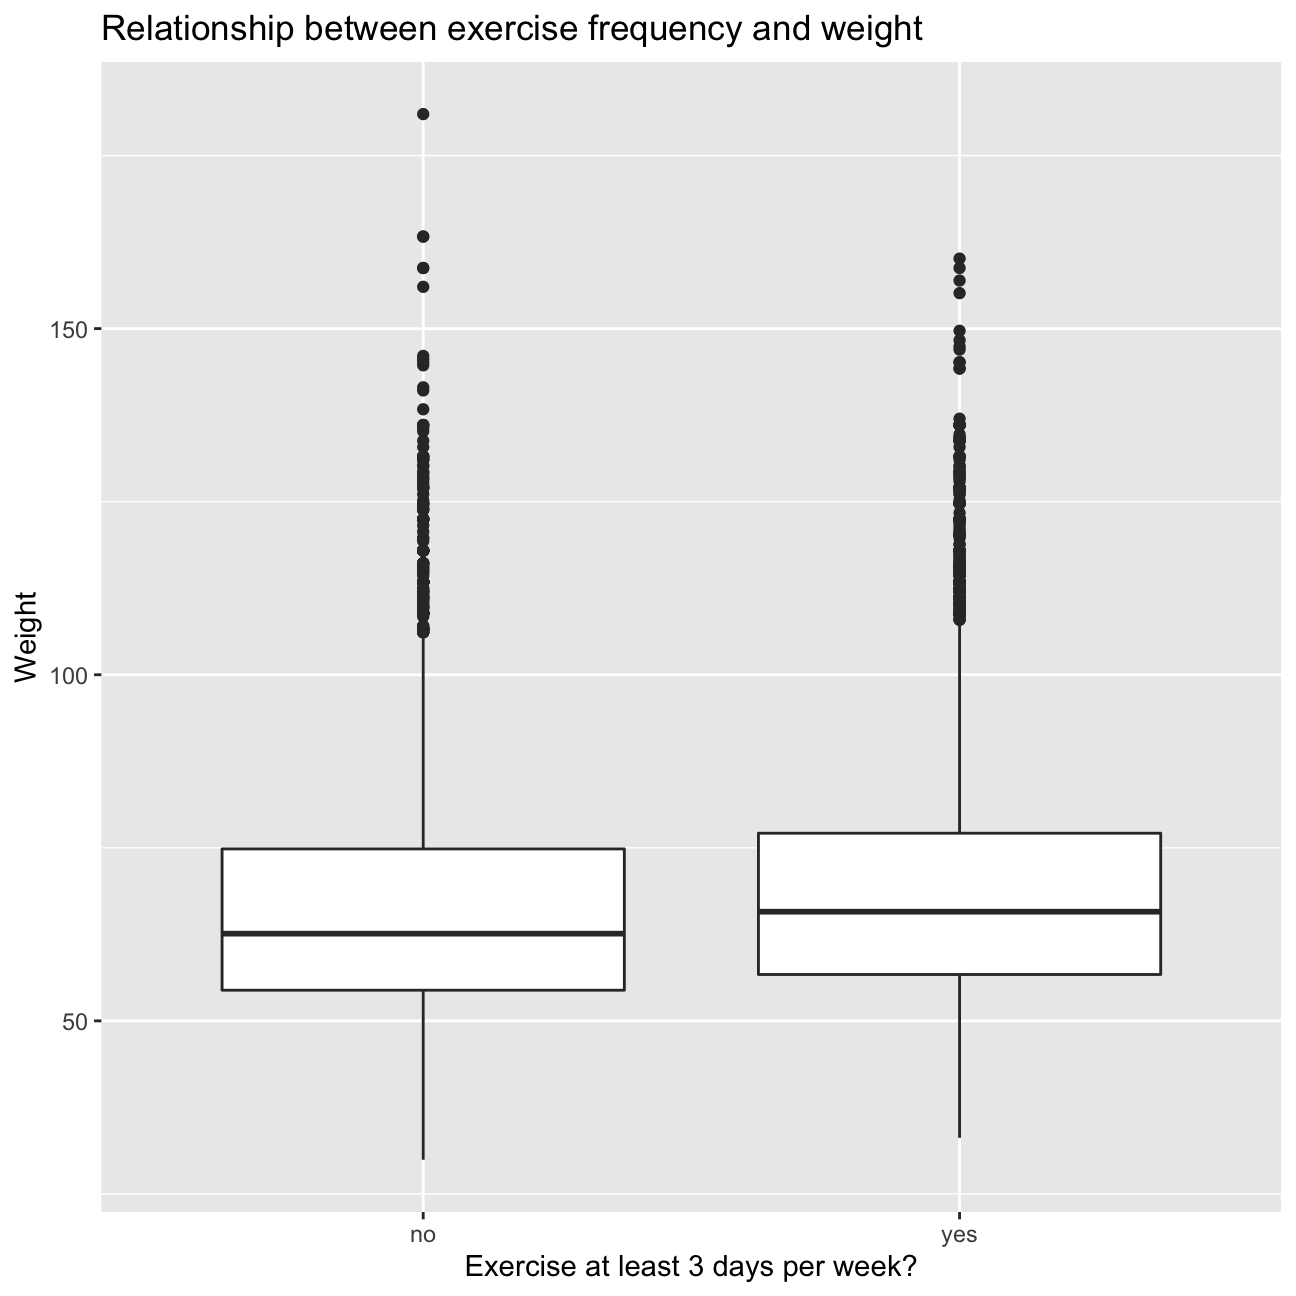 Relationship between exercise frequency and weight
Weight
150
100
50
no
yes
Exercise at least 3 days per week?